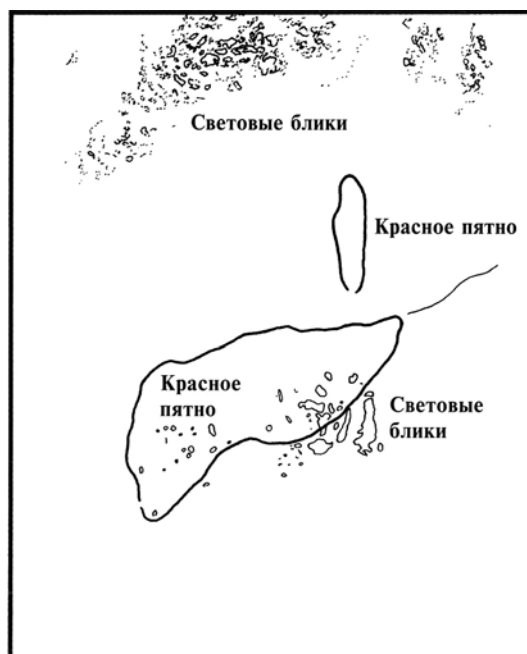 Световые блики
Красное пятно
Красное
пятно
Световые
блики